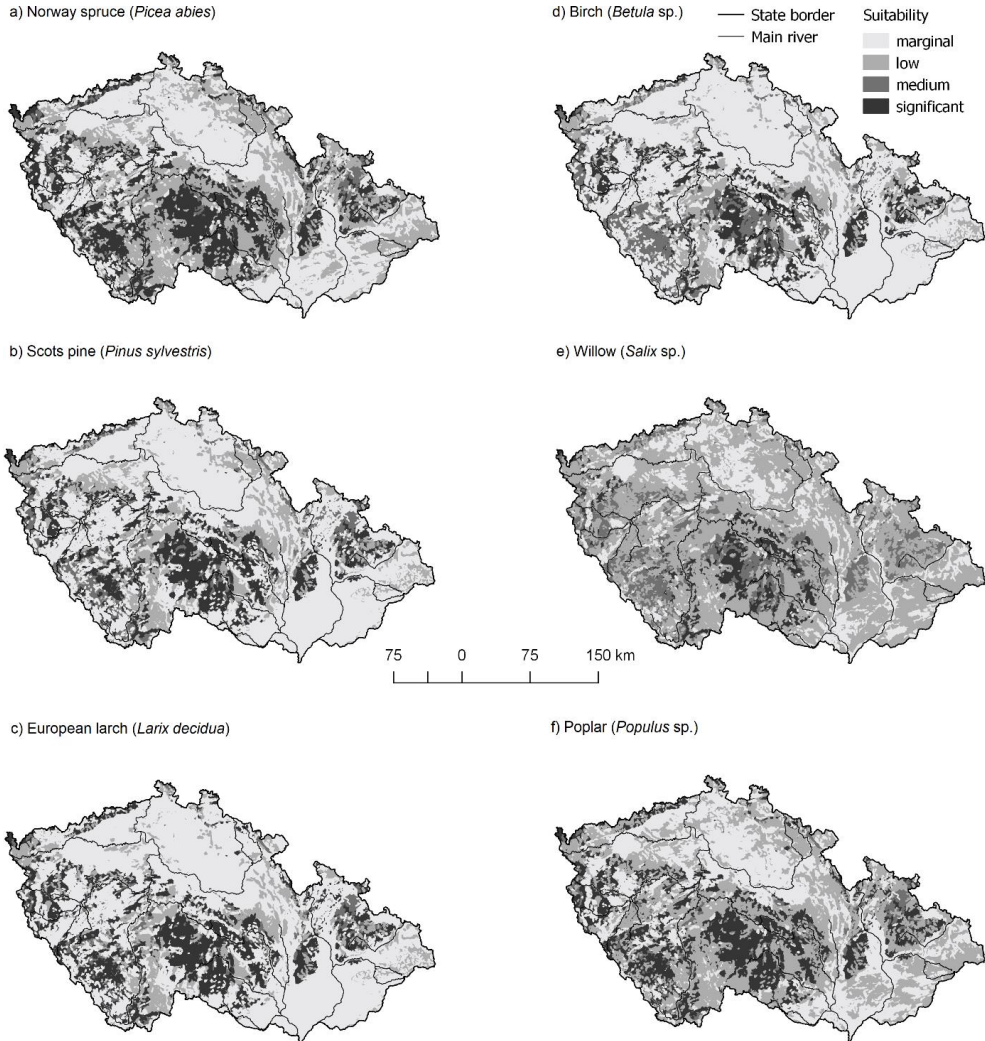 a) Norway spruce (Picea abies)
d) Birch (Betula sp.)
State border
Main river
Suitability
marginal
low
medium
significant
b) Scots pine (Pinus sylvestris)
e) Willow (Salix sp.)
75 0 75 150 km
c) European larch (Larix decidua)
f) Poplar (Populus sp.)